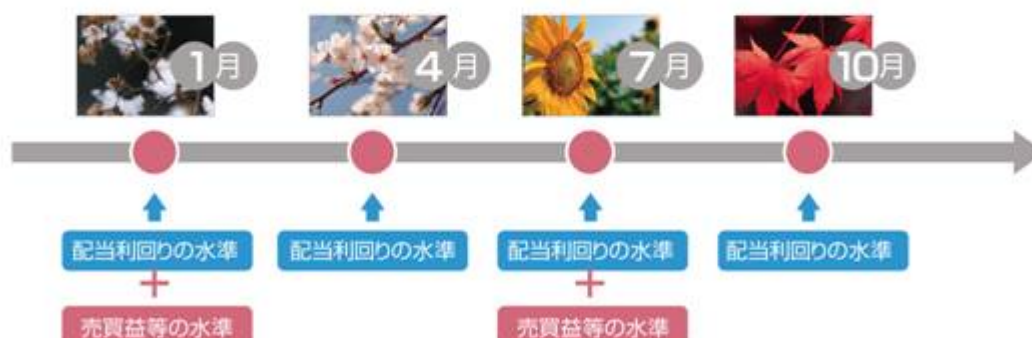 1月
4月
7月
10月
配当利回りの水準
配当利回りの水準
配当利回りの水準
配当利回りの水準
+
+
売買益等の水準
売買益等の水準